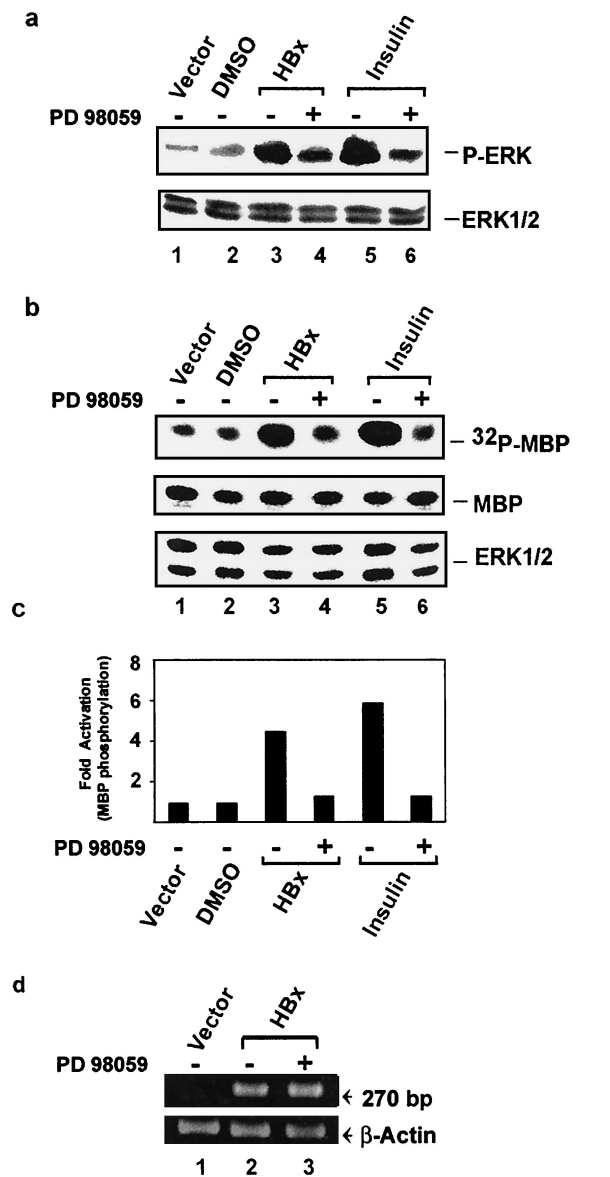 a
Vector DMSO HBx Insulin
PD 98059 - - - + - +
P-ERK
ERK1/2
1 2 3 4 5 6
b
Vector DMSO HBx Insulin
PD 98059 - - - + - +
32P-MBP
MBP
ERK1/2
1 2 3 4 5 6
c
Fold Activation
(MBP phosphorylation)
8
6
4
2
PD 98059 - - - + - +
Vector DMSO HBx Insulin
d
Vector HBx
PD 98059 - - +
270 bp
β-Actin
1 2 3